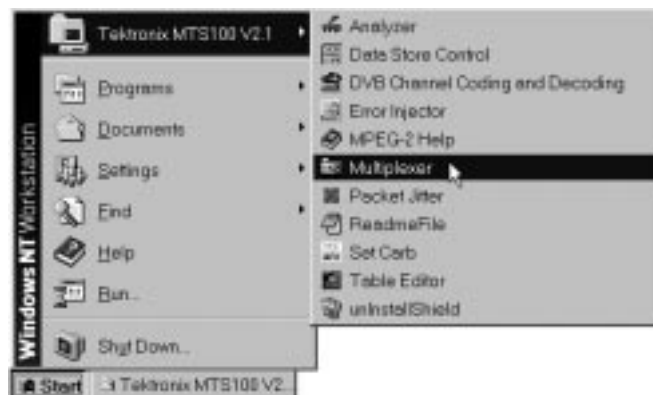 Tektronix MTS100 V2.1
Programs
Documents
Settings
Find
Help
Run...
Shut Down...
Windows NT Workstation
Start
Tektronix MTS100 V2...
Analyzer
Data Store Control
DVB Channel Coding and Decoding
Error Injector
MPEG-2 Help
Multiplexer
Packet Jitter
ReadmeFile
Set Carb
Table Editor
unInstallShield